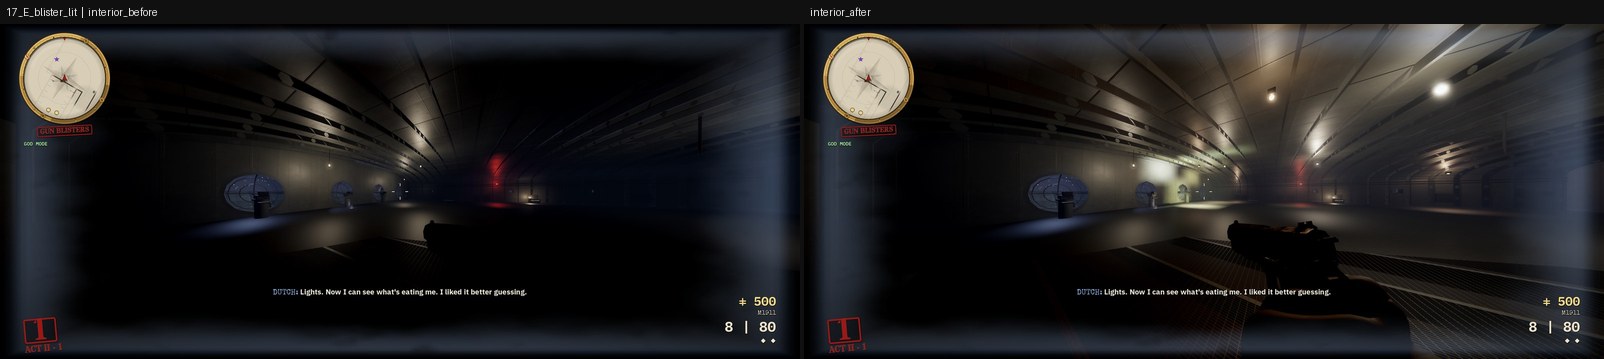 17_E_blister_lit | interior_before
interior_after
GUN BLISTERS
GOD MODE
DUTCH: Lights. Now I can see what's eating me. I liked it better guessing.
ǂ 500
M1911
8 | 80
1
ACT II - 1
GUN BLISTERS
GOD MODE
DUTCH: Lights. Now I can see what's eating me. I liked it better guessing.
ǂ 500
M1911
8 | 80
1
ACT II - 1